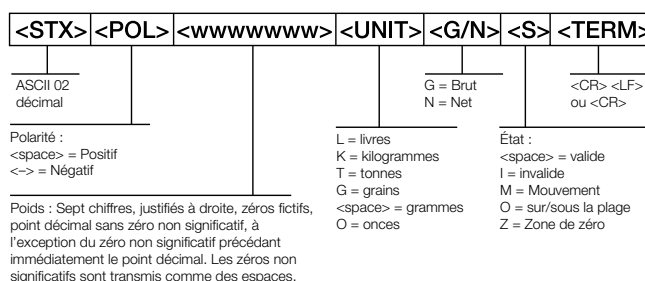 <STX> <POL> <wwwwwww> <UNIT> <G/N> <S> <TERM>
ASCII 02
décimal
G = Brut
N = Net
<CR> <LF>
ou <CR>
Polarité :
<space> = Positif
<–> = Négatif
L = livres
K = kilogrammes
T = tonnes
G = grains
<space> = grammes
O = onces
État :
<space> = valide
I = invalide
M = Mouvement
O = sur/sous la plage
Z = Zone de zéro
Poids : Sept chiffres, justifiés à droite, zéros fictifs,
point décimal sans zéro non significatif, à
l'exception du zéro non significatif précédant
immédiatement le point décimal. Les zéros non
significatifs sont transmis comme des espaces.